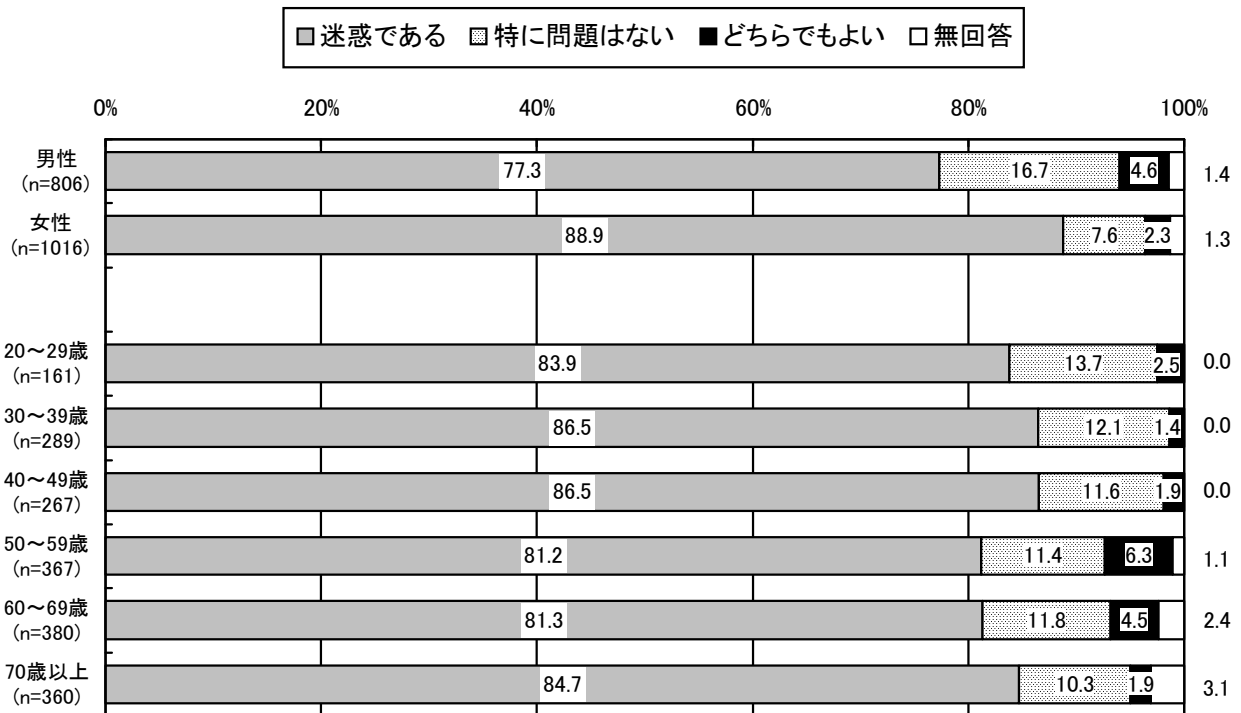 迷惑である 特に問題はない どちらでもよい 無回答
0% 20% 40% 60% 80% 100%
男性
(n=806)
77.3 16.7 4.6 1.4
女性
(n=1016)
88.9 7.6 2.3 1.3
20～29歳
(n=161)
83.9 13.7 2.5 0.0
30～39歳
(n=289)
86.5 12.1 1.4 0.0
40～49歳
(n=267)
86.5 11.6 1.9 0.0
50～59歳
(n=367)
81.2 11.4 6.3 1.1
60～69歳
(n=380)
81.3 11.8 4.5 2.4
70歳以上
(n=360)
84.7 10.3 1.9 3.1